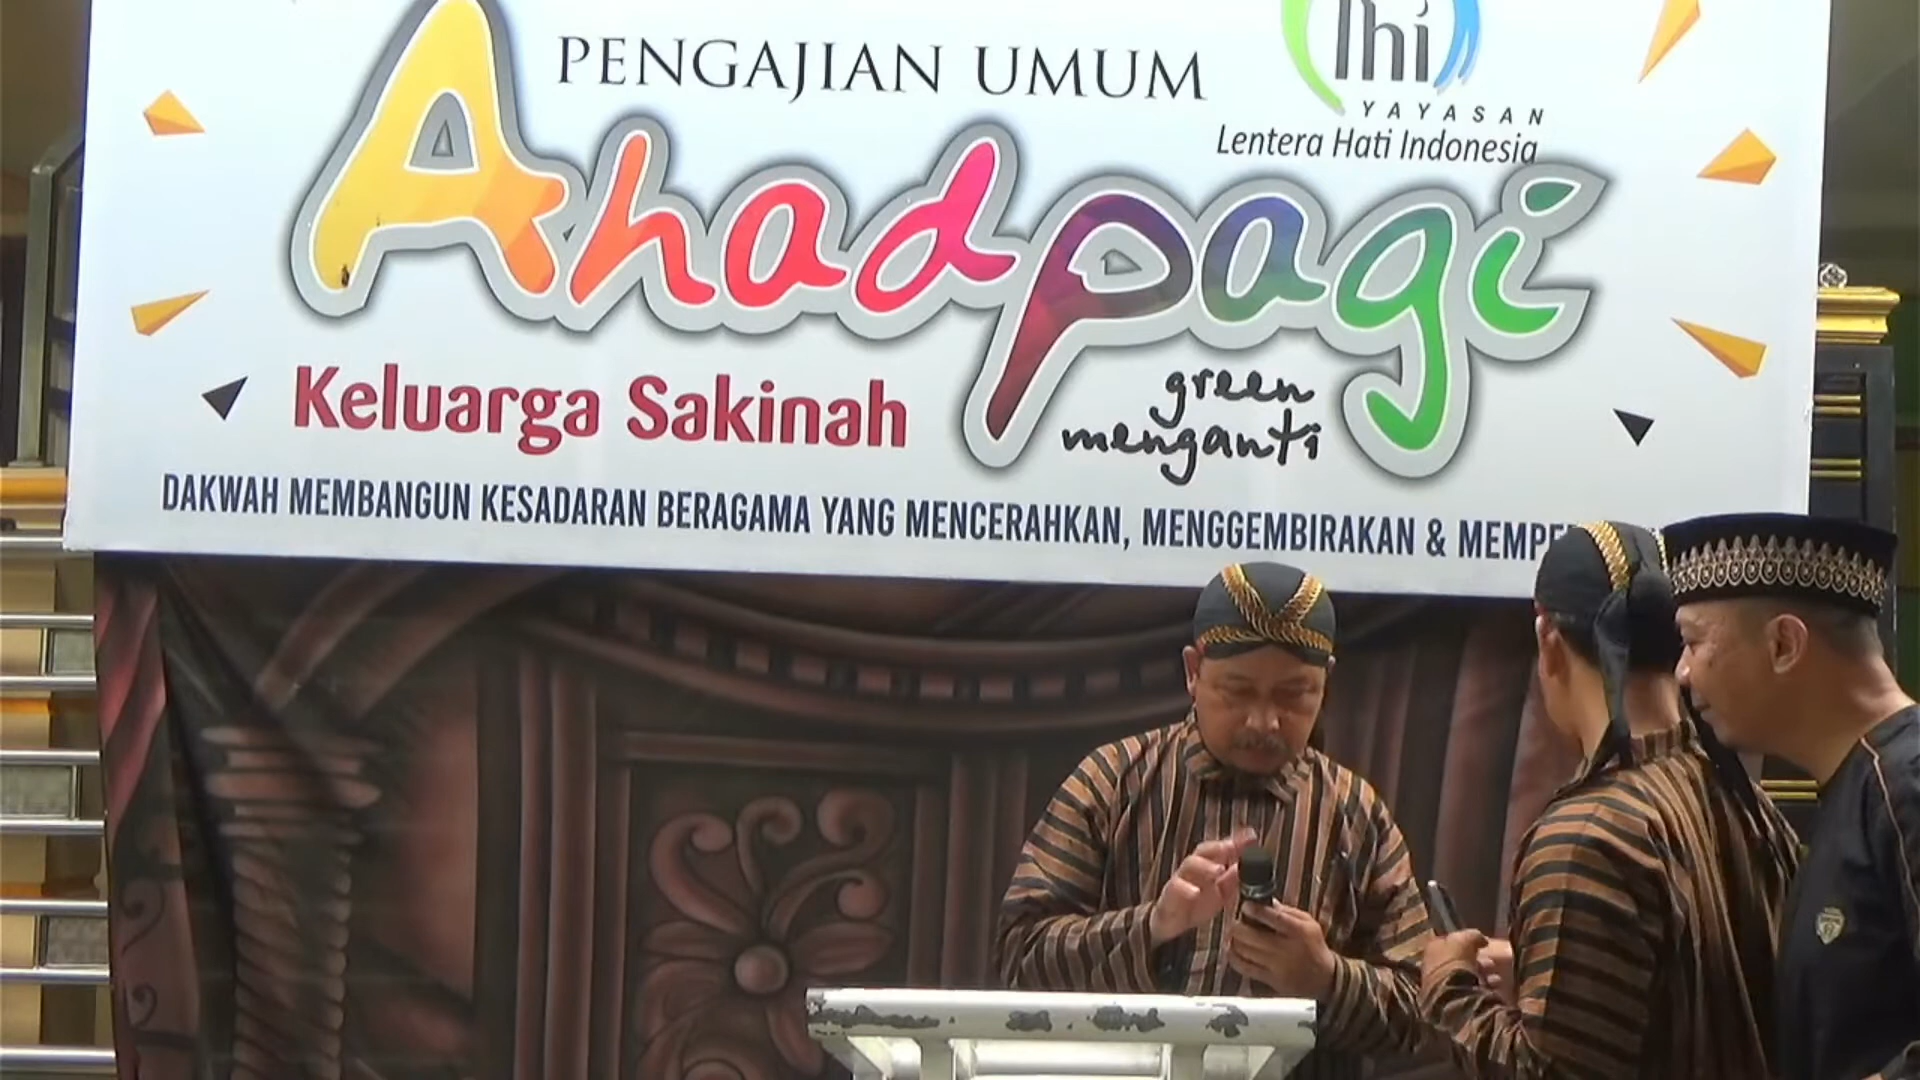 PENGAJIAN UMUM
lhi
YAYASAN
Lentera Hati Indonesia
Ahadpagi
Keluarga Sakinah
green
menganti
DAKWAH MEMBANGUN KESADARAN BERAGAMA YANG MENCERAHKAN, MENGGEMBIRAKAN &